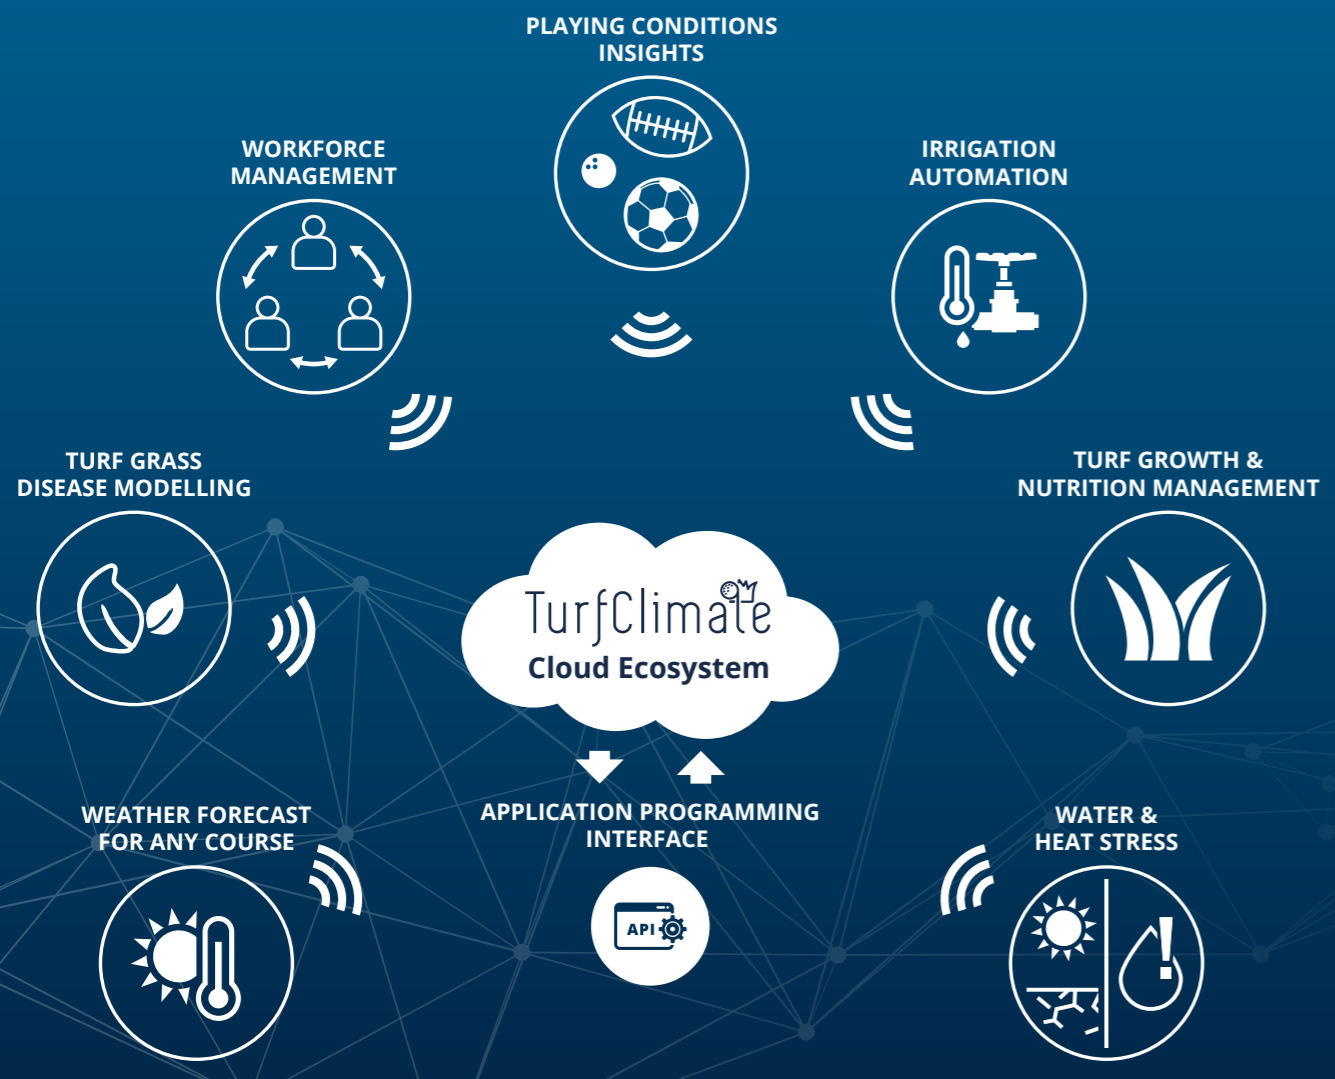 PLAYING CONDITIONS
INSIGHTS
WORKFORCE
MANAGEMENT
IRRIGATION
AUTOMATION
TURF GRASS
DISEASE MODELLING
TURF GROWTH &
NUTRITION MANAGEMENT
TurfClimate
Cloud Ecosystem
WEATHER FORECAST
FOR ANY COURSE
APPLICATION PROGRAMMING
INTERFACE
API
WATER &
HEAT STRESS